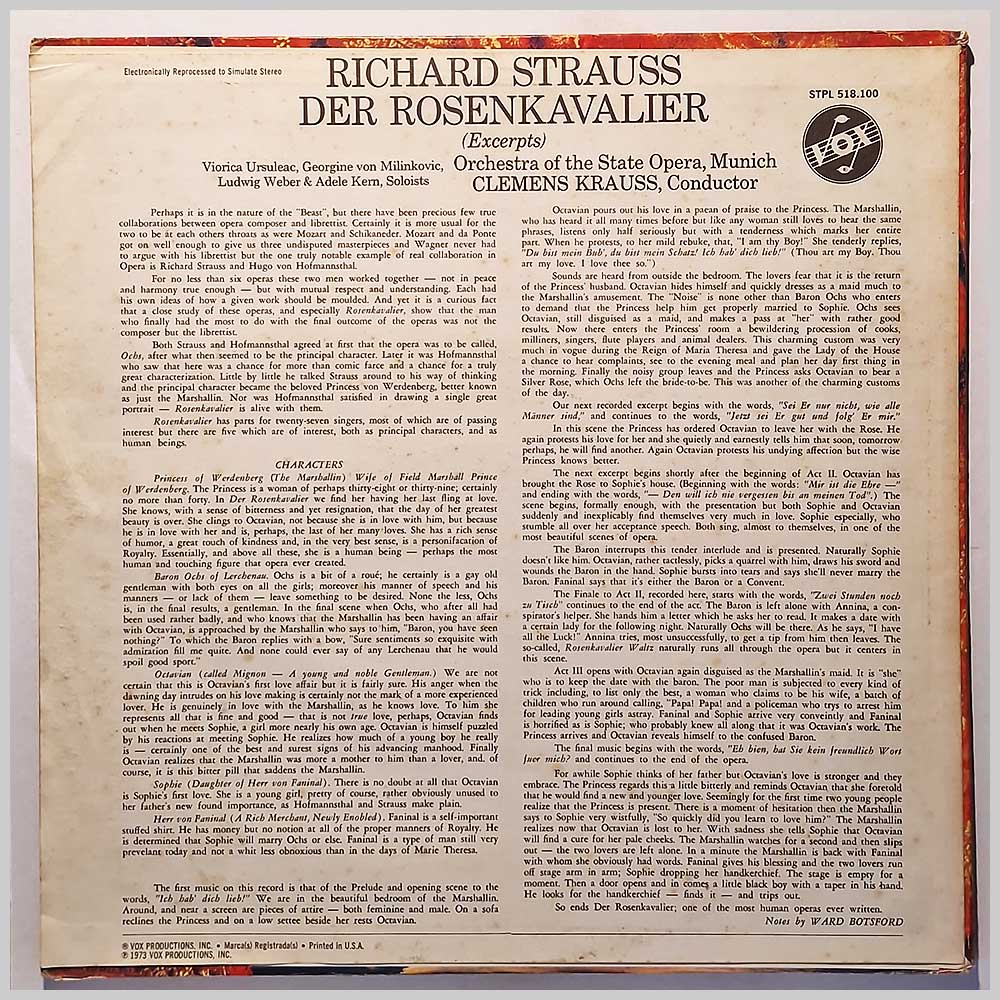 Electronically Reprocessed to Simulate Stereo
RICHARD STRAUSS
DER ROSENKAVALIER
(Excerpts)
STPL 518.100
VOX
Viorica Ursuleac, Georgine von Milinkovic,
Ludwig Weber & Adele Kern, Soloists
Orchestra of the State Opera, Munich
CLEMENS KRAUSS, Conductor
Perhaps it is in the nature of the "Beast", but there have been precious few true
collaborations between opera composer and librettist. Certainly it is more usual for the
two to be at each others throats as were Mozart and Schikander. Mozart and da Ponte
got on well enough to give us three undisputed masterpieces and Wagner never had
to argue with his librettist but the one truly notable example of real collaboration in
Opera is Richard Strauss and Hugo von Hofmannsthal.
For no less than six operas these two men worked together — not in peace
and harmony true enough — but with mutual respect and understanding. Each had
his own ideas of how a given work should be moulded. And yet it is a curious fact
that a close study of these operas, and especially Rosenkavalier, show that the man
who finally had the most to do with the final outcome of the operas was not the
composer but the librettist.
Both Strauss and Hofmannsthal agreed at first that the opera was to be called,
Ochs, after what then seemed to be the principal character. Later it was Hofmannsthal
who saw that here was a chance for more than comic farce and a chance for a truly
great characterization. Little by little he talked Strauss around to his way of thinking
and the principal character became the beloved Princess von Werdenberg, better known
as just the Marshallin. Nor was Hofmannsthal satisfied in drawing a single great
portrait — Rosenkavalier is alive with them.
Rosenkavalier has parts for twenty-seven singers, most of which are of passing
interest but there are five which are of interest, both as principal characters, and as
human beings.
CHARACTERS
Princess of Werdenberg (The Marshallin) Wife of Field Marshall Prince
of Werdenberg. The Princess is a woman of perhaps thirty-eight or thirty-nine; certainly
no more than forty. In Der Rosenkavalier we find her having her last fling at love.
She knows, with a sense of bitterness and yet resignation, that the day of her greatest
beauty is over. She clings to Octavian, not because she is in love with him, but because
he is in love with her and is, perhaps, the last of her many loves. She has a rich sense
of humor, a great touch of kindness and, in the very best sense, is a personifacation of
Royalty. Essentially, and above all these, she is a human being — perhaps the most
human and touching figure that opera ever created.
Baron Ochs of Lerchenau. Ochs is a bit of a roué; he certainly is a gay old
gentleman with both eyes on all the girls; moreover his manner of speech and his
manners — or lack of them — leave something to be desired. None the less, Ochs
is, in the final results, a gentleman. In the final scene when Ochs, who after all had
been used rather badly, and who knows that the Marshallin has been having an affair
with Octavian, is approached by the Marshallin who says to him, "Baron, you have seen
nothing?" To which the Baron replies with a bow, "Sure sentiments so exquisite with
admiration fill me quite. And none could ever say of any Lerchenau that he would
spoil good sport."
Octavian (called Mignon — A young and noble Gentleman.) We are not
certain that this is Octavian's first love affair but it is fairly sure. His anger when the
dawning day intrudes on his love making is certainly not the mark of a more experienced
lover. He is genuinely in love with the Marshallin, as he knows love. To him she
represents all that is fine and good — that is not true love, perhaps, Octavian finds
out when he meets Sophie, a girl more nearly his own age. Octavian is himself puzzled
by his reactions at meeting Sophie. He realizes how much of a young boy he really
is — certainly one of the best and surest signs of his advancing manhood. Finally
Octavian realizes that the Marshallin was more a mother to him than a lover, and, of
course, it is this bitter pill that saddens the Marshallin.
Sophie (Daughter of Herr von Faninal). There is no doubt at all that Octavian
is Sophie's first love. She is a young girl, pretty of course, rather obviously unused to
her father's new found importance, as Hofmannsthal and Strauss make plain.
Herr von Faninal (A Rich Merchant, Newly Enobled). Faninal is a self-important
stuffed shirt. He has money but no notion at all of the proper manners of Royalty. He
is determined that Sophie will marry Ochs or else. Faninal is a type of man still very
prevelant today and not a whit less obnoxious than in the days of Marie Theresa.
The first music on this record is that of the Prelude and opening scene to the
words, "Ich hab' dich lieb!" We are in the beautiful bedroom of the Marshallin.
Around, and near a screen are pieces of attire — both feminine and male. On a sofa
reclines the Princess and on a low settee beside her rests Octavian.
Octavian pours out his love in a paean of praise to the Princess. The Marshallin,
who has heard it all many times before but like any woman still loves to hear the same
phrases, listens only half seriously but with a tenderness which marks her entire
part. When he protests, to her mild rebuke, that, "I am thy Boy!" She tenderly replies,
"Du bist mein Bub', du bist mein Schatz! Ich hab' dich lieb!" (Thou art my Boy. Thou
art my love. I love thee so.")
Sounds are heard from outside the bedroom. The lovers fear that it is the return
of the Princess' husband. Octavian hides himself and quickly dresses as a maid much to
the Marshallin's amusement. The "Noise" is none other than Baron Ochs who enters
to demand that the Princess help him get properly married to Sophie. Ochs sees
Octavian, still disguised as a maid, and makes a pass at "her" with rather good
results. Now there enters the Princess' room a bewildering procession of cooks,
milliners, singers, flute players and animal dealers. This charming custom was very
much in vogue during the Reign of Maria Theresa and gave the Lady of the House
a chance to hear complaints, see to the evening meal and plan her day first thing in
the morning. Finally the noisy group leaves and the Princess asks Octavian to bear a
Silver Rose, which Ochs left the bride-to-be. This was another of the charming customs
of the day.
Our next recorded excerpt begins with the words, "Sei Er nur nicht, wie alle
Männer sind," and continues to the words, "Jetzt sei Er gut und folg' Er mir."
In this scene the Princess has ordered Octavian to leave her with the Rose. He
again protests his love for her and she quietly and earnestly tells him that soon, tomorrow
perhaps, he will find another. Again Octavian protests his undying affection but the wise
Princess knows better.
The next excerpt begins shortly after the beginning of Act II. Octavian has
brought the Rose to Sophie's house. (Beginning with the words: "Mir ist die Ehre —"
and ending with the words, "— Den will ich nie vergessen bis an meinen Tod".) The
scene begins, formally enough, with the presentation but both Sophie and Octavian
suddenly and inexplicably find themselves very much in love. Sophie especially, who
stumble all over her acceptance speech. Both sing, almost to themselves, in one of the
most beautiful scenes of opera.
The Baron interrupts this tender interlude and is presented. Naturally Sophie
doesn't like him. Octavian, rather tactlessly, picks a quarrel with him, draws his sword and
wounds the Baron in the hand. Sophie bursts into tears and says she'll never marry the
Baron. Faninal says that it's either the Baron or a Convent.
The Finale to Act II, recorded here, starts with the words, "Zwei Stunden noch
zu Tisch" continues to the end of the act. The Baron is left alone with Annina, a con-
spirator's helper. She hands him a letter which he asks her to read. It makes a date with
a certain lady for the following night. Naturally Ochs will be there. As he says, "I have
all the Luck!" Annina tries, most unsuccessfully, to get a tip from him then leaves. The
so-called, Rosenkavalier Waltz naturally runs all through the opera but it centers in
this scene.
Act III opens with Octavian again disguised as the Marshallin's maid. It is "she"
who is to keep the date with the baron. The poor man is subjected to every kind of
trick including, to list only the best, a woman who claims to be his wife, a batch of
children who run around calling, "Papa! Papa! and a policeman who trys to arrest him
for leading young girls astray. Faninal and Sophie arrive very conveintly and Faninal
is horrified as is Sophie; who probably knew all along that it was Octavian's work. The
Princess arrives and Octavian reveals himself to the confused Baron.
The final music begins with the words, "Eh bien, hat Sie kein freundlich Wort
fuer mich? and continues to the end of the opera.
For awhile Sophie thinks of her father but Octavian's love is stronger and they
embrace. The Princess regards this a little bitterly and reminds Octavian that she foretold
that he would find a new and younger love. Seemingly for the first time two young people
realize that the Princess is present. There is a moment of hesitation then the Marshallin
says to Sophie very wistfully, "So quickly did you learn to love him?" The Marshallin
realizes now that Octavian is lost to her. With sadness she tells Sophie that Octavian
will find a cure for her pale cheeks. The Marshallin watches for a second and then slips
out — the two lovers are left alone. In a minute the Marshallin is back with Faninal
with whom she obviously had words. Faninal gives his blessing and the two lovers run
off stage arm in arm; Sophie dropping her handkerchief. The stage is empty for a
moment. Then a door opens and in comes a little black boy with a taper in his hand.
He looks for the handkerchief — finds it — and trips out.
So ends Der Rosenkavalier; one of the most human operas ever written.
Notes by WARD BOTSFORD
® VOX PRODUCTIONS, INC. • Marca(s) Registrada(s) • Printed in U.S.A.
℗ 1973 VOX PRODUCTIONS, INC.